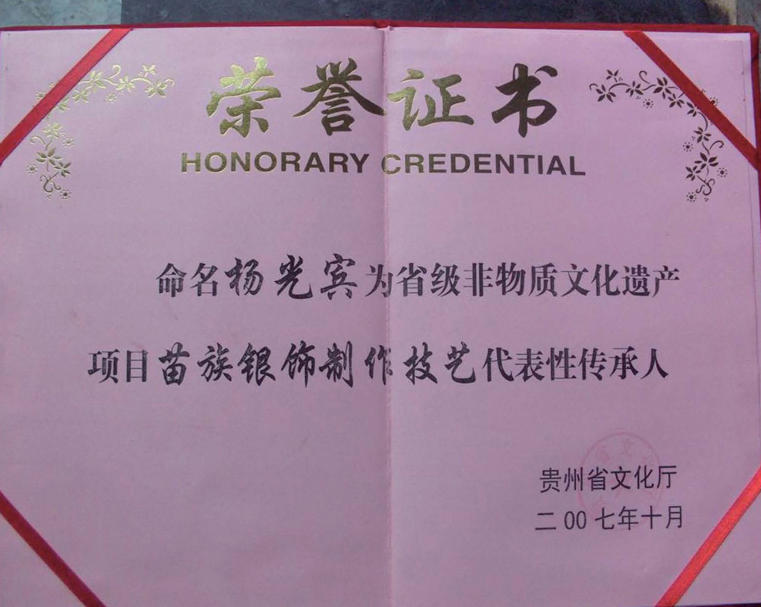 荣誉证书
HONORARY CREDENTIAL
命名杨光宾为省级非物质文化遗产
项目苗族银饰制作技艺代表性传承人
贵州省文化厅
二00七年十月